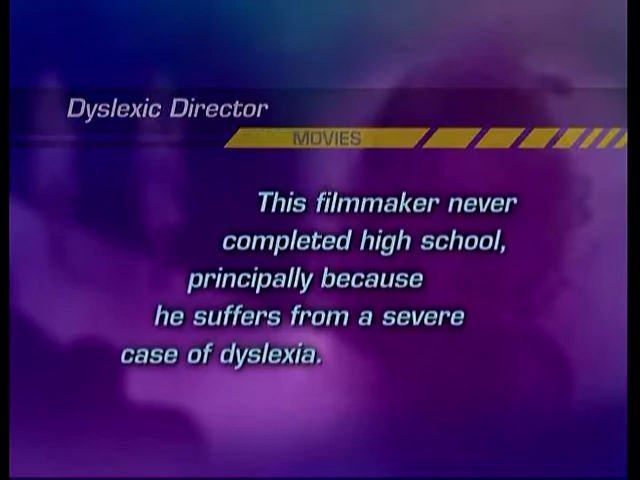 Dyslexic Director
MOVIES
This filmmaker never
completed high school,
principally because
he suffers from a severe
case of dyslexia.